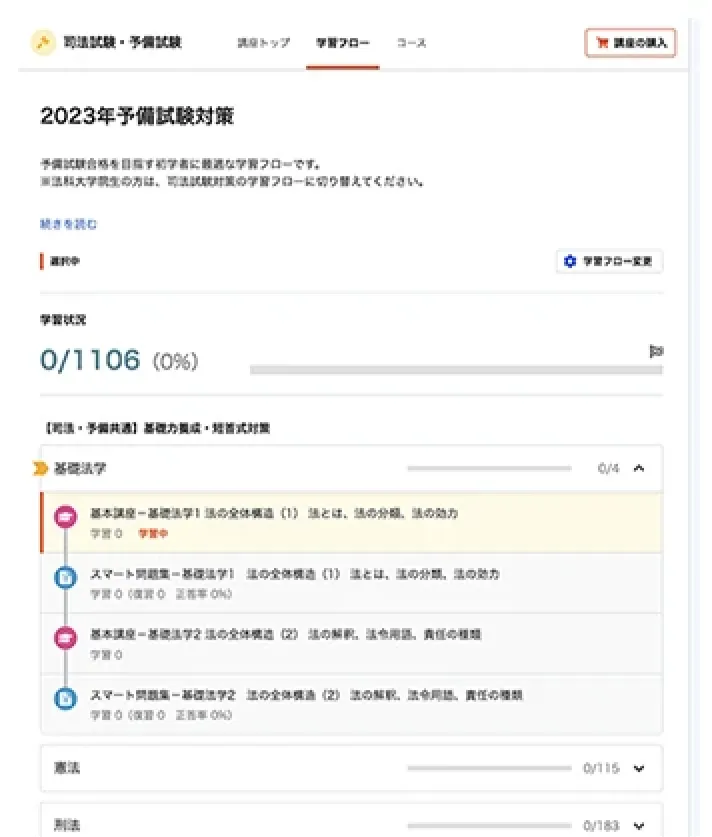 司法試験・予備試験
講座トップ
学習フロー
コース
講座の購入
2023年予備試験対策
予備試験合格を目指す初学者に最適な学習フローです。
※法科大学院生の方は、司法試験対策の学習フローに切り替えてください。
続きを読む
選択中
学習フロー変更
学習状況
0/1106 (0%)
【司法・予備共通】基礎力養成・短答式対策
基礎法学
0/4
基本講座－基礎法学1 法の全体構造（1） 法とは、法の分類、法の効力
学習 0 学習中
スマート問題集－基礎法学1 法の全体構造（1） 法とは、法の分類、法の効力
学習 0（復習 0 正答率 0%）
基本講座－基礎法学2 法の全体構造（2） 法の解釈、法令用語、責任の種類
学習 0
スマート問題集－基礎法学2 法の全体構造（2） 法の解釈、法令用語、責任の種類
学習 0（復習 0 正答率 0%）
憲法
0/115
刑法
0/183